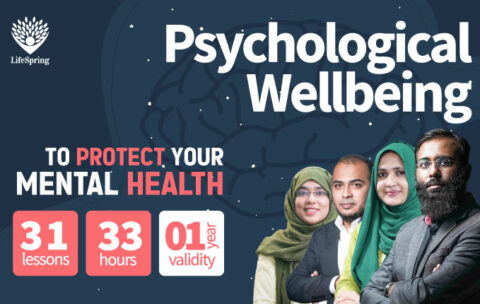 LifeSpring
Psychological
Wellbeing
TO PROTECT YOUR
MENTAL HEALTH
31
lessons
33
hours
01 year
validity